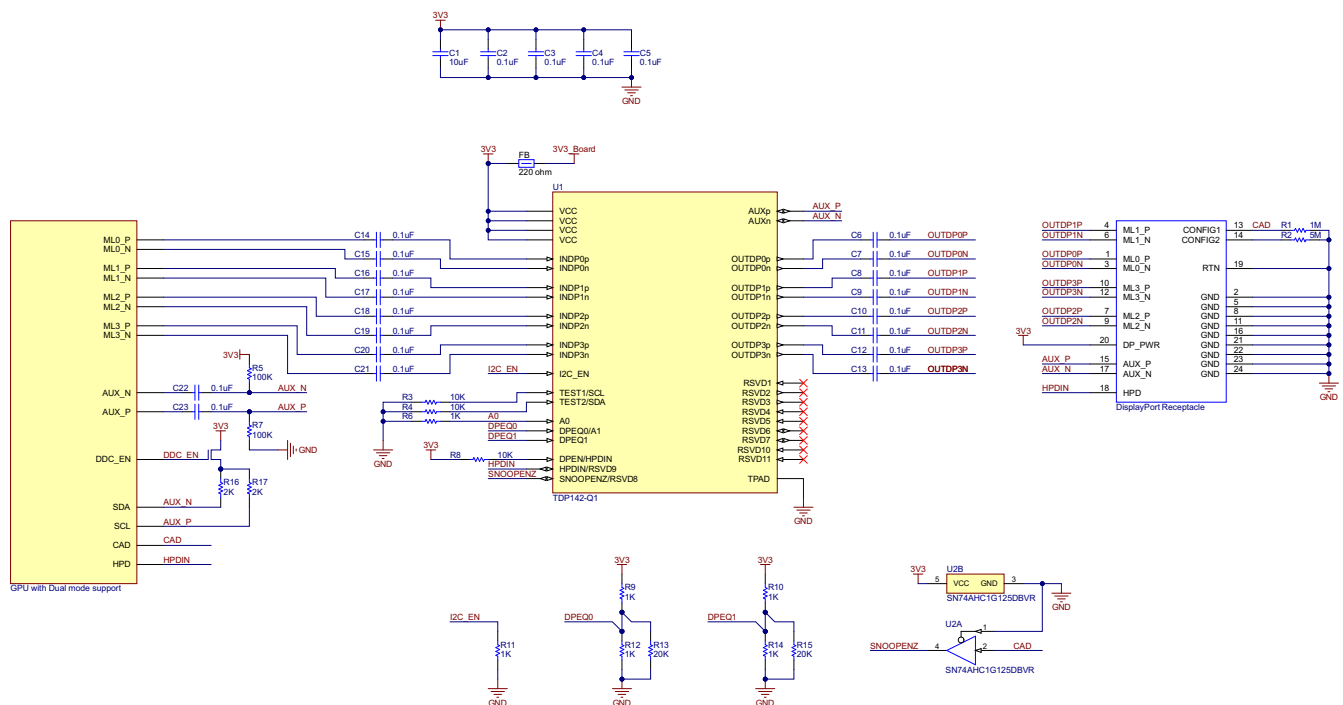 3V3
C1
10uF
C2
0.1uF
C3
0.1uF
C4
0.1uF
C5
0.1uF
GND
3V3
FB
220 ohm
3V3_Board
U1
VCC
VCC
VCC
VCC
INDP0p
INDP0n
INDP1p
INDP1n
INDP2p
INDP2n
INDP3p
INDP3n
I2C_EN
TEST1/SCL
TEST2/SDA
A0
DPEQ0/A1
DPEQ1
DPEN/HPDIN
HPDIN/RSVD9
SNOOPENZ/RSVD8
AUXp
AUXn
OUTDP0p
OUTDP0n
OUTDP1p
OUTDP1n
OUTDP2p
OUTDP2n
OUTDP3p
OUTDP3n
RSVD1
RSVD2
RSVD3
RSVD4
RSVD5
RSVD6
RSVD7
RSVD10
RSVD11
TPAD
TDP142-Q1
GND
ML0_P
ML0_N
ML1_P
ML1_N
ML2_P
ML2_N
ML3_P
ML3_N
AUX_N
AUX_P
DDC_EN
SDA
SCL
CAD
HPD
GPU with Dual mode support
C14 0.1uF
C15 0.1uF
C16 0.1uF
C17 0.1uF
C18 0.1uF
C19 0.1uF
C20 0.1uF
C21 0.1uF
3V3
R5
100K
C22 0.1uF AUX_N
C23 0.1uF AUX_P
R7
100K
GND
3V3
DDC_EN
R16
2K
R17
2K
AUX_N
AUX_P
CAD
HPDIN
I2C_EN
R3 10K
R4 10K
R6 1K A0
DPEQ0
DPEQ1
GND
3V3
R8 10K
HPDIN
SNOOPENZ
AUX_P
AUX_N
C6 0.1uF OUTDP0P
C7 0.1uF OUTDP0N
C8 0.1uF OUTDP1P
C9 0.1uF OUTDP1N
C10 0.1uF OUTDP2P
C11 0.1uF OUTDP2N
C12 0.1uF OUTDP3P
C13 0.1uF OUTDP3N
OUTDP1P 4 ML1_P
OUTDP1N 6 ML1_N
OUTDP0P 1 ML0_P
OUTDP0N 3 ML0_N
OUTDP3P 10 ML3_P
OUTDP3N 12 ML3_N
OUTDP2P 7 ML2_P
OUTDP2N 9 ML2_N
3V3 20 DP_PWR
AUX_P 15 AUX_P
AUX_N 17 AUX_N
HPDIN 18 HPD
CONFIG1 13 CAD R1 1M
CONFIG2 14 R2 5M
RTN 19
GND 2
GND 5
GND 8
GND 11
GND 16
GND 21
GND 22
GND 23
GND 24
GND
DisplayPort Receptacle
I2C_EN
R11
1K
GND
3V3
R9
1K
DPEQ0
R12
1K
R13
20K
GND
3V3
R10
1K
DPEQ1
R14
1K
R15
20K
GND
3V3
U2B
5 VCC GND 3
SN74AHC1G125DBVR
GND
U2A
1
SNOOPENZ 4 2 CAD
SN74AHC1G125DBVR